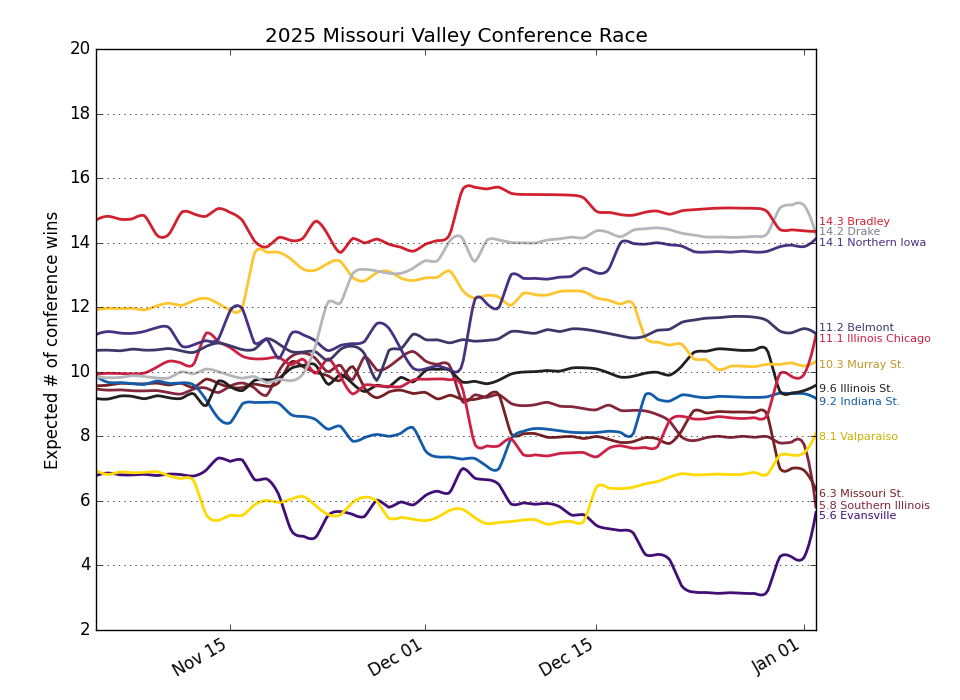 2025 Missouri Valley Conference Race
Expected # of conference wins
20
18
16
14
12
10
8
6
4
2
14.3 Bradley
14.2 Drake
14.1 Northern Iowa
11.2 Belmont
11.1 Illinois Chicago
10.3 Murray St.
9.6 Illinois St.
9.2 Indiana St.
8.1 Valparaiso
6.3 Missouri St.
5.8 Southern Illinois
5.6 Evansville
Nov 15
Dec 01
Dec 15
Jan 01